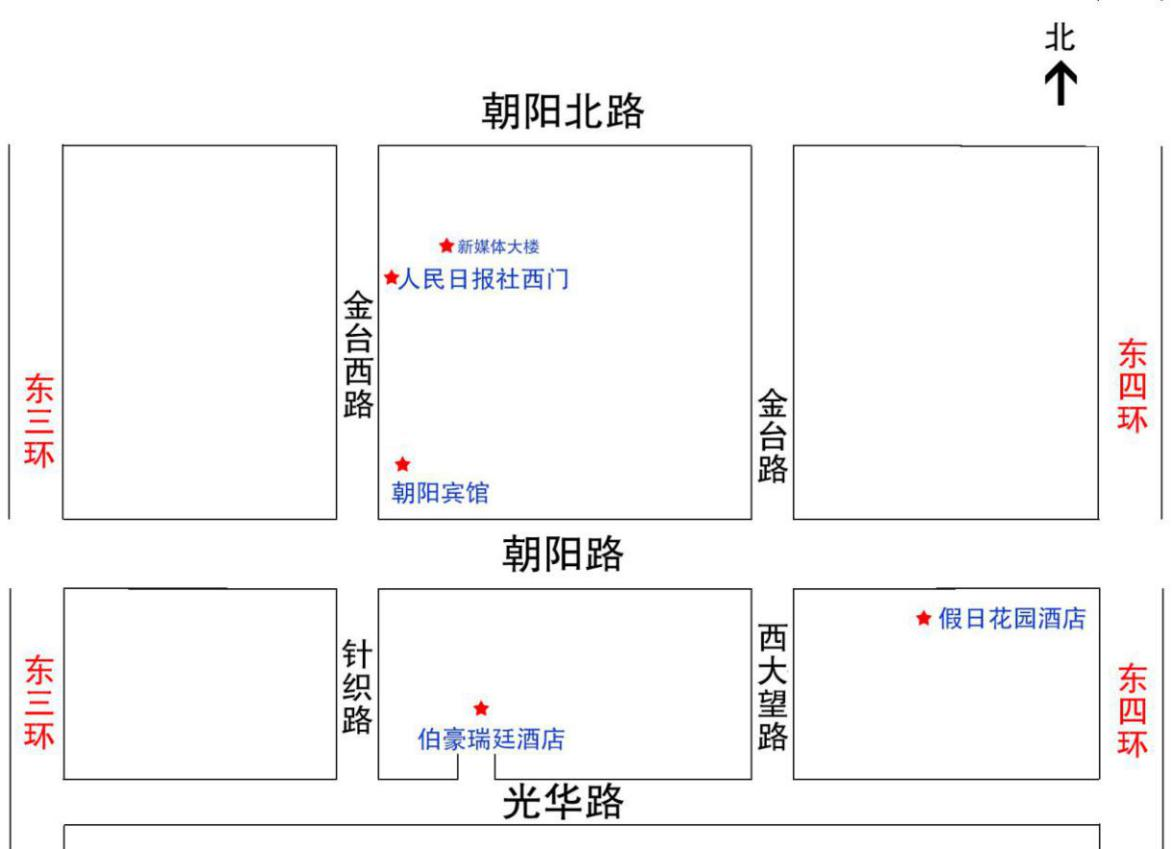 北
朝阳北路
新媒体大楼
人民日报社西门
金台西路
东四环
东三环
金台路
朝阳宾馆
朝阳路
假日花园酒店
西大望路
针织路
东三环
东四环
伯豪瑞廷酒店
光华路